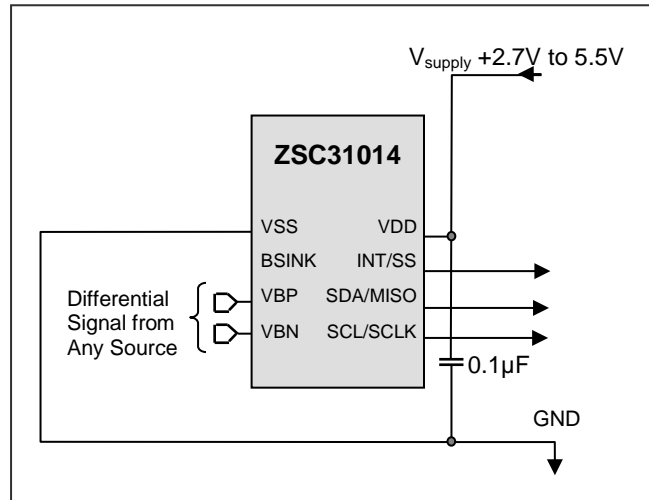 Vsupply +2.7V to 5.5V
ZSC31014
VSS VDD
BSINK INT/SS
VBP SDA/MISO
VBN SCL/SCLK
Differential
Signal from
Any Source
0.1µF
GND